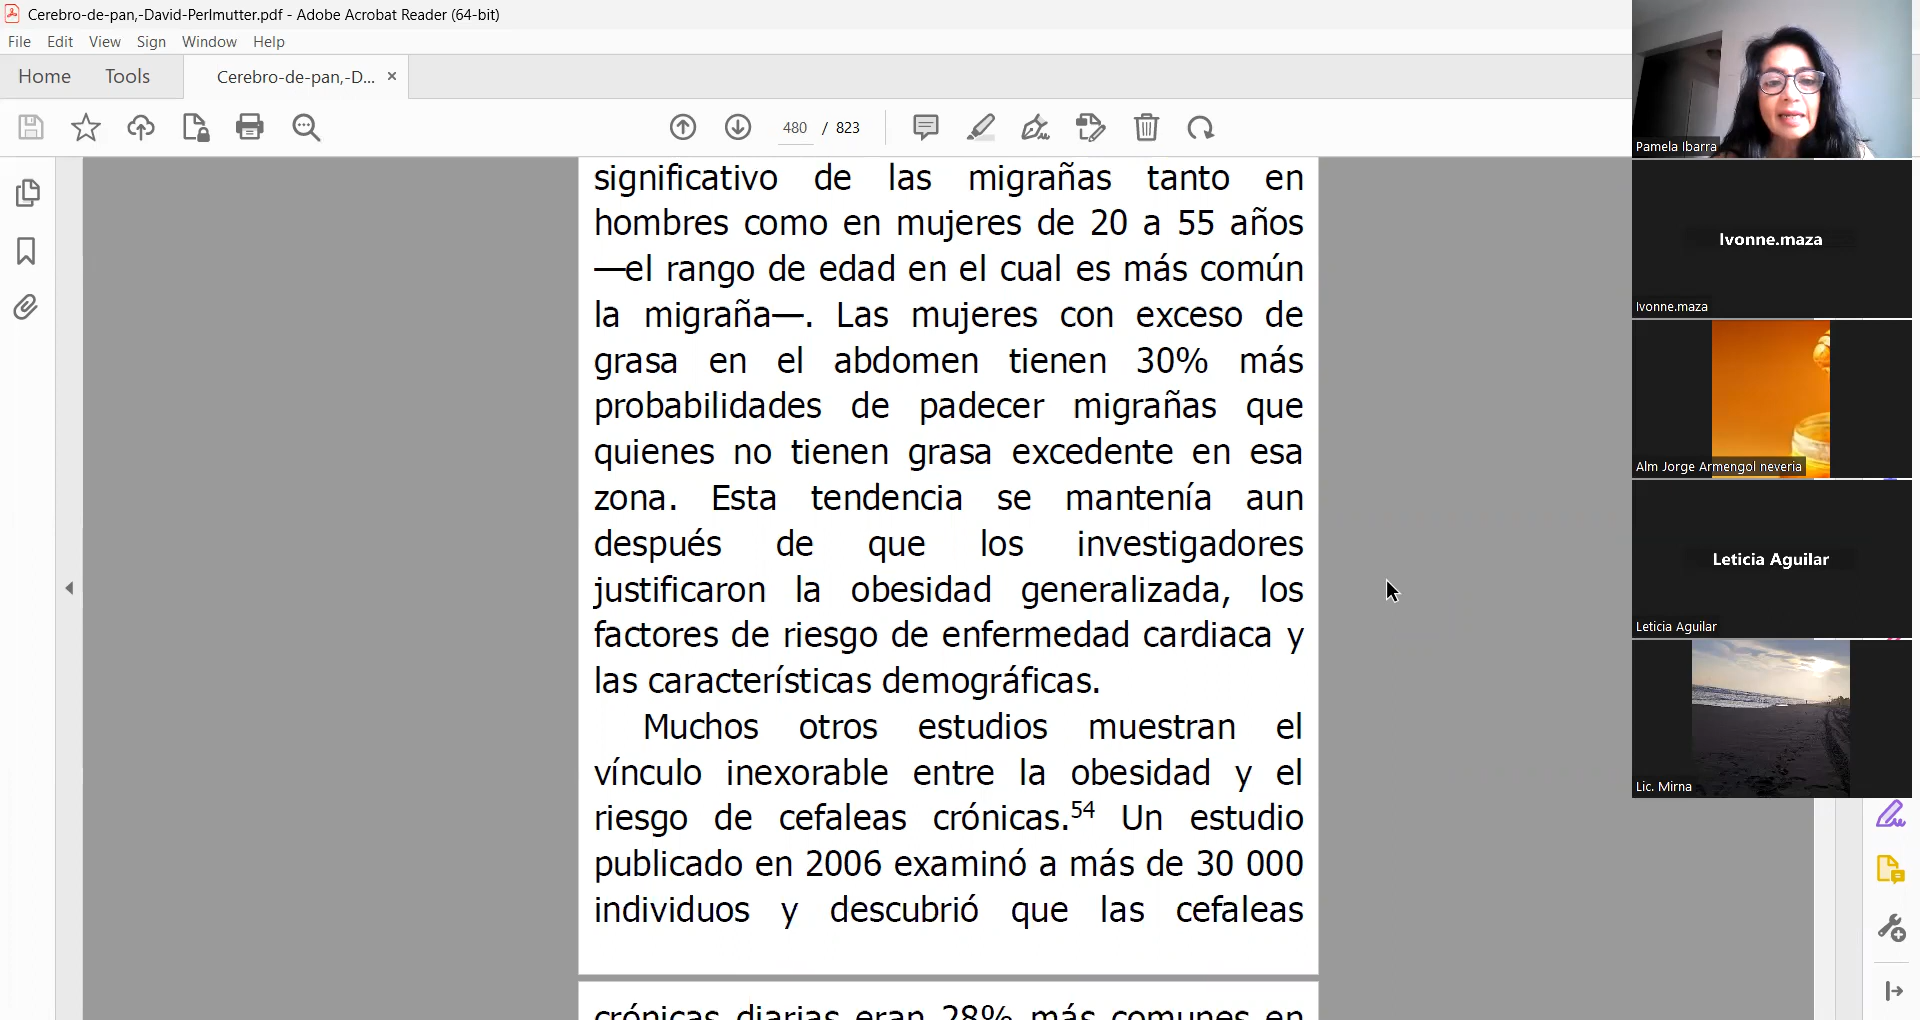 Cerebro-de-pan,-David-Perlmutter.pdf - Adobe Acrobat Reader (64-bit)
File Edit View Sign Window Help
Home Tools Cerebro-de-pan,-D... ×
480 / 823
significativo de las migrañas tanto en
hombres como en mujeres de 20 a 55 años
—el rango de edad en el cual es más común
la migraña—. Las mujeres con exceso de
grasa en el abdomen tienen 30% más
probabilidades de padecer migrañas que
quienes no tienen grasa excedente en esa
zona. Esta tendencia se mantenía aun
después de que los investigadores
justificaron la obesidad generalizada, los
factores de riesgo de enfermedad cardiaca y
las características demográficas.
Muchos otros estudios muestran el
vínculo inexorable entre la obesidad y el
riesgo de cefaleas crónicas.54 Un estudio
publicado en 2006 examinó a más de 30 000
individuos y descubrió que las cefaleas
crónicas diarias eran 28% más comunes en
Pamela Ibarra
Ivonne.maza
Ivonne.maza
Alm Jorge Armengol neveria
Leticia Aguilar
Leticia Aguilar
Lic. Mirna